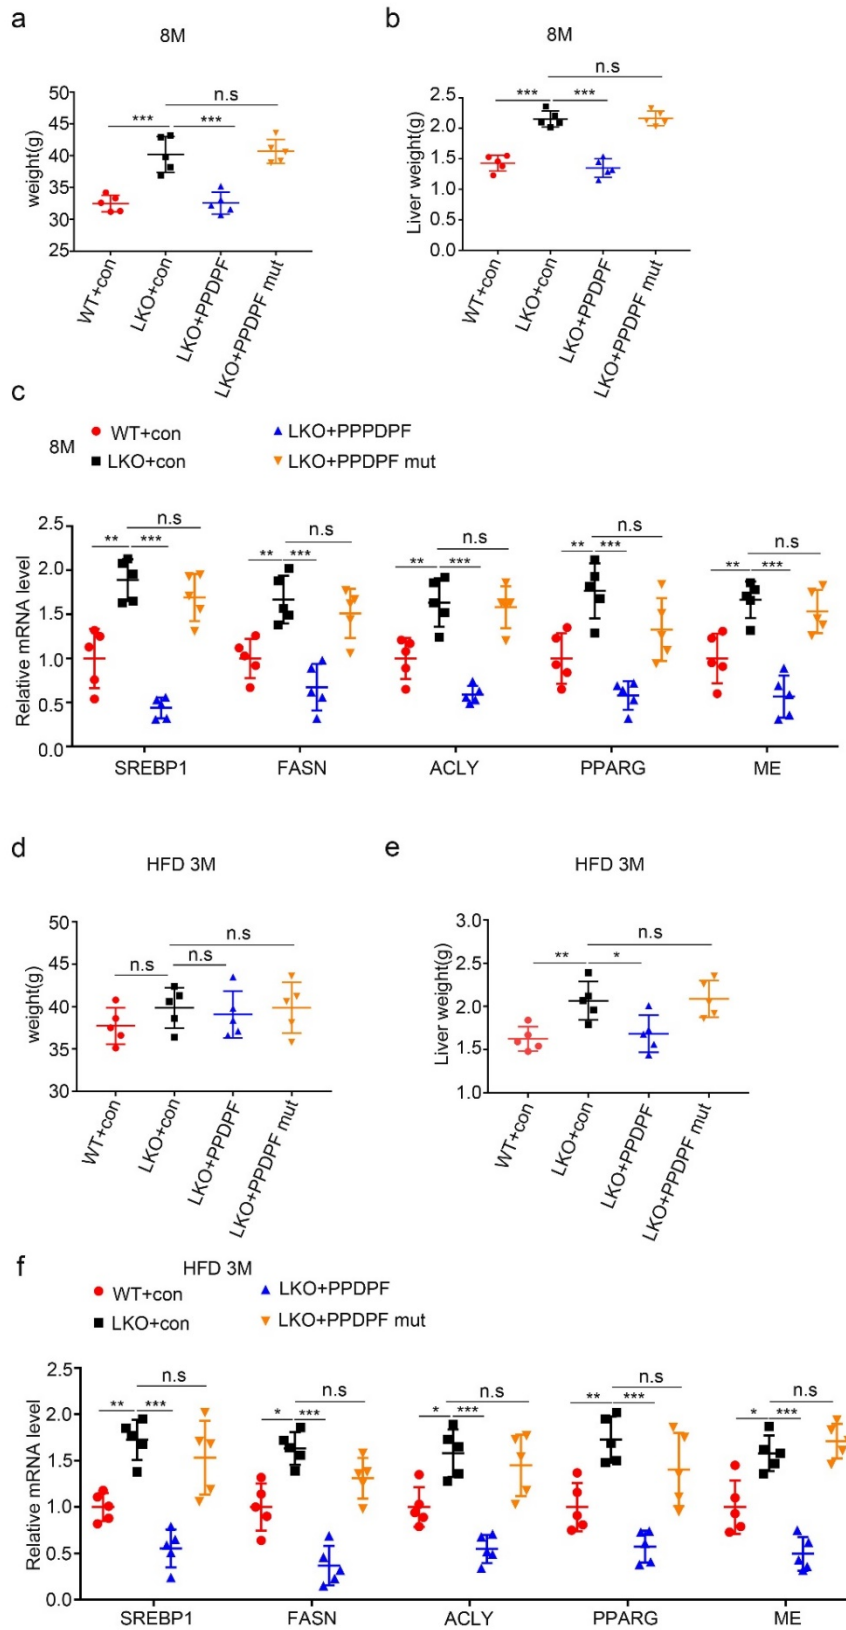 a
8M
n.s
*** ***
50
45
40
35
30
25
weight(g)
WT+con
LKO+con
LKO+PPDPF
LKO+PPDPF mut
b
8M
n.s
*** ***
2.5
2.0
1.5
1.0
0.5
0.0
Liver weight(g)
WT+con
LKO+con
LKO+PPDPF
LKO+PPDPF mut
c
8M
WT+con
LKO+con
LKO+PPPDPF
LKO+PPDPF mut
Relative mRNA level
2.5
2.0
1.5
1.0
0.5
0.0
n.s
** ***
n.s
** ***
n.s
** ***
n.s
** ***
n.s
** ***
SREBP1 FASN ACLY PPARG ME
d
HFD 3M
50
45
40
35
30
weight(g)
n.s
n.s
n.s
WT+con
LKO+con
LKO+PPDPF
LKO+PPDPF mut
e
HFD 3M
3.0
2.5
2.0
1.5
1.0
Liver weight(g)
n.s
** *
WT+con
LKO+con
LKO+PPDPF
LKO+PPDPF mut
f
HFD 3M
WT+con
LKO+con
LKO+PPDPF
LKO+PPDPF mut
Relative mRNA level
2.5
2.0
1.5
1.0
0.5
0.0
n.s
** ***
n.s
* ***
n.s
* ***
n.s
** ***
n.s
* ***
SREBP1 FASN ACLY PPARG ME